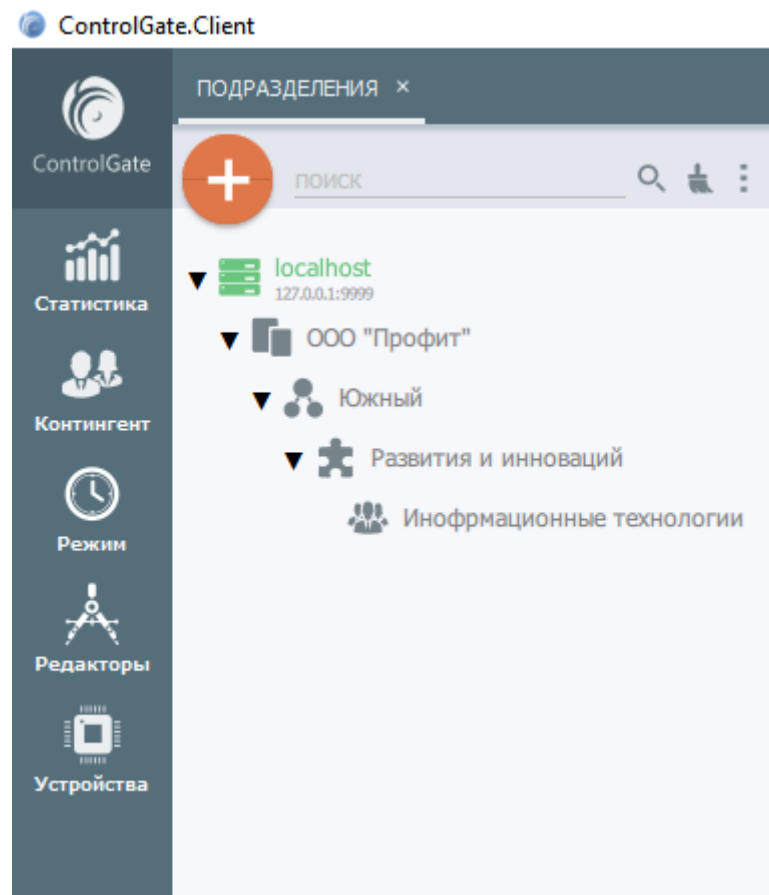 ControlGate.Client
ПОДРАЗДЕЛЕНИЯ ×
ControlGate
поиск
Статистика
Контингент
Режим
Редакторы
Устройства
localhost
127.0.0.1:9999
ООО "Профит"
Южный
Развития и инноваций
Инофрмационные технологии